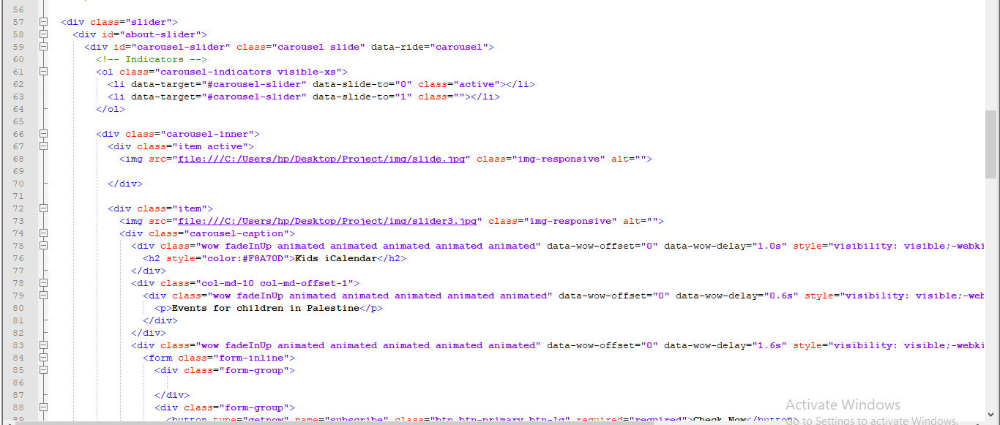 56
57 <div class="slider">
58 <div id="about-slider">
59 <div id="carousel-slider" class="carousel slide" data-ride="carousel">
60 <!-- Indicators -->
61 <ol class="carousel-indicators visible-xs">
62 <li data-target="#carousel-slider" data-slide-to="0" class="active"></li>
63 <li data-target="#carousel-slider" data-slide-to="1" class=""></li>
64 </ol>
65
66 <div class="carousel-inner">
67 <div class="item active">
68 <img src="file:///C:/Users/hp/Desktop/Project/img/slide.jpg" class="img-responsive" alt="">
69
70 </div>
71
72 <div class="item">
73 <img src="file:///C:/Users/hp/Desktop/Project/img/slider3.jpg" class="img-responsive" alt="">
74 <div class="carousel-caption">
75 <div class="wow fadeInUp animated animated animated animated animated" data-wow-offset="0" data-wow-delay="1.0s" style="visibility: visible;-webki
76 <h2 style="color:#F8A70D">Kids iCalendar</h2>
77 </div>
78 <div class="col-md-10 col-md-offset-1">
79 <div class="wow fadeInUp animated animated animated animated animated" data-wow-offset="0" data-wow-delay="0.6s" style="visibility: visible;-web
80 <p>Events for children in Palestine</p>
81 </div>
82 </div>
83 <div class="wow fadeInUp animated animated animated animated animated" data-wow-offset="0" data-wow-delay="1.6s" style="visibility: visible;-webki
84 <form class="form-inline">
85 <div class="form-group">
86
87 </div>
88 <div class="form-group">
89 <button type="getnow" name="subscribe" class="btn btn-primary btn-lg" required="required">Check Now</button>
Activate Windows
Go to Settings to activate Windows.